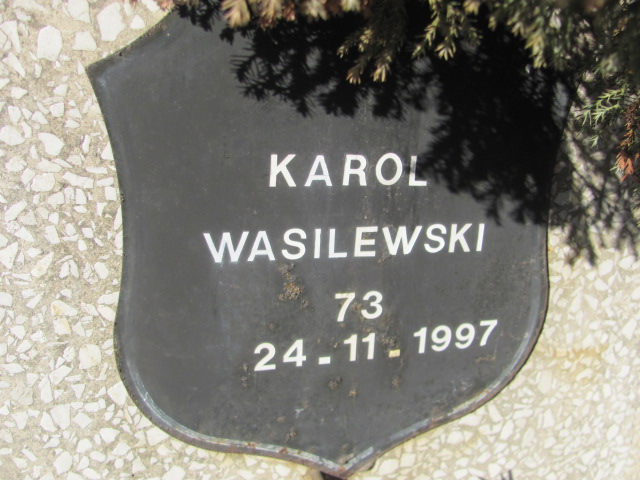 KAROL
WASILEWSKI
73
24-11-1997